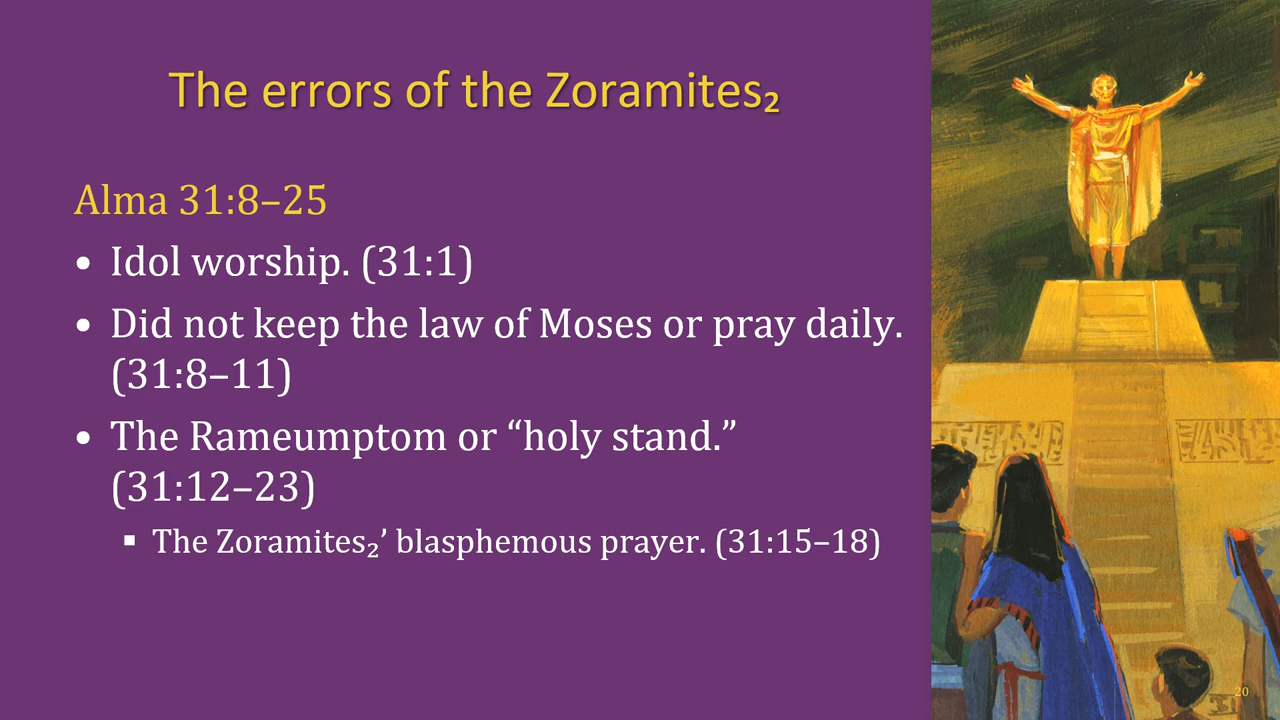 The errors of the Zoramites₂
Alma 31:8–25
• Idol worship. (31:1)
• Did not keep the law of Moses or pray daily.
(31:8–11)
• The Rameumptom or “holy stand.”
(31:12–23)
▪ The Zoramites₂’ blasphemous prayer. (31:15–18)
20